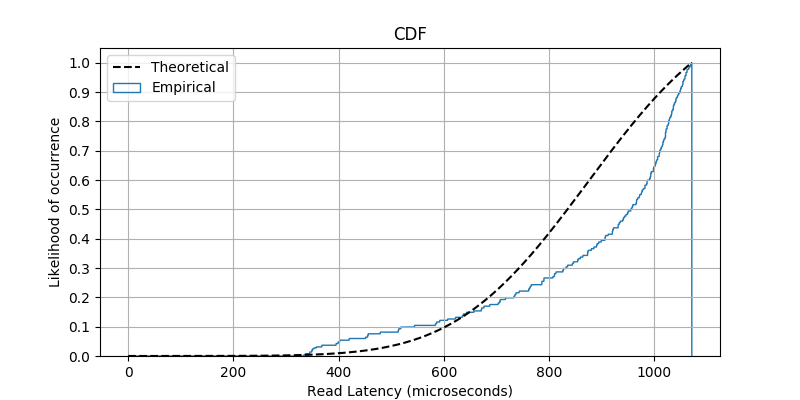 CDF
Theoretical
Empirical
Likelihood of occurrence
1.0
0.9
0.8
0.7
0.6
0.5
0.4
0.3
0.2
0.1
0.0
0 200 400 600 800 1000
Read Latency (microseconds)